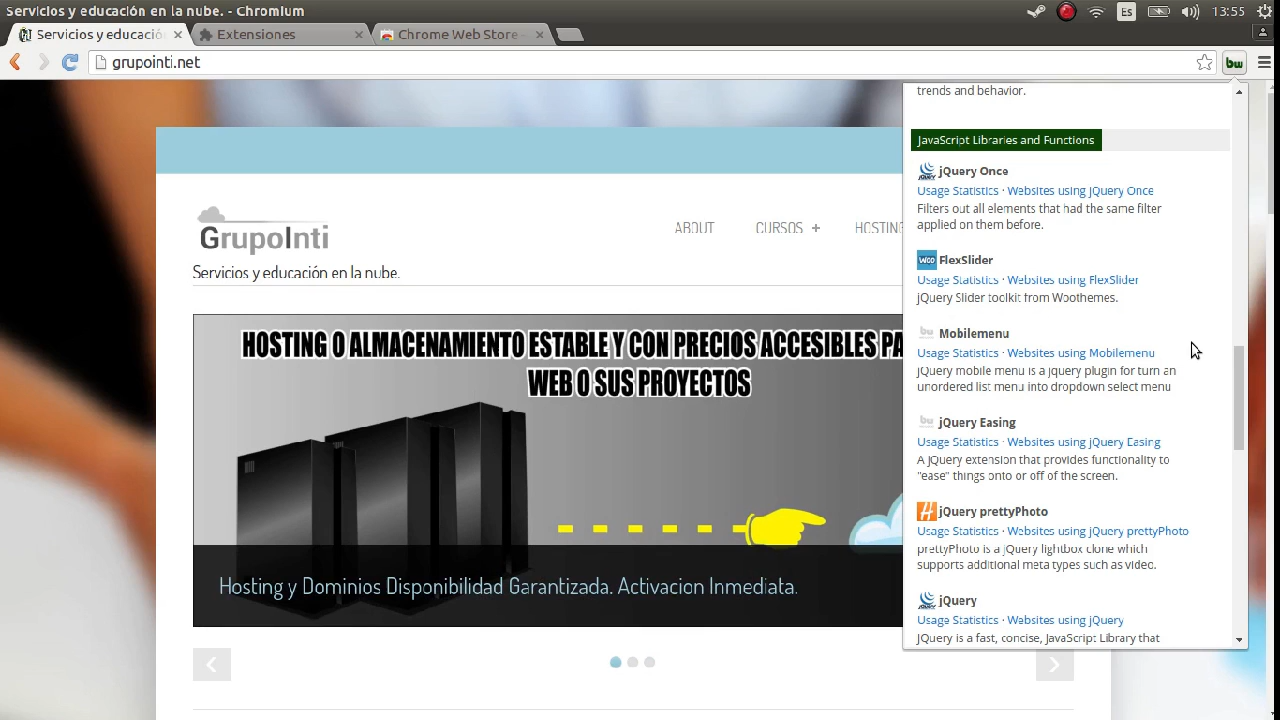 Servicios y educación en la nube. - Chromium
Es 13:55
Servicios y educació
Extensiones
Chrome Web Store -
grupointi.net
bw
trends and behavior.
JavaScript Libraries and Functions
jQuery Once
Usage Statistics · Websites using jQuery Once
Filters out all elements that had the same filter
applied on them before.
WOO FlexSlider
Usage Statistics · Websites using FlexSlider
jQuery Slider toolkit from Woothemes.
bw Mobilemenu
Usage Statistics · Websites using Mobilemenu
jQuery mobile menu is a jquery plugin for turn an
unordered list menu into dropdown select menu
bw jQuery Easing
Usage Statistics · Websites using jQuery Easing
A jQuery extension that provides functionality to
"ease" things onto or off of the screen.
jQuery prettyPhoto
Usage Statistics · Websites using jQuery prettyPhoto
prettyPhoto is a jQuery lightbox clone which
supports additional meta types such as video.
jQuery
Usage Statistics · Websites using jQuery
JQuery is a fast, concise, JavaScript Library that
GrupoInti
Servicios y educación en la nube.
ABOUT CURSOS + HOSTING
HOSTING O ALMACENAMIENTO ESTABLE Y CON PRECIOS ACCESIBLES PA
WEB O SUS PROYECTOS
Hosting y Dominios Disponibilidad Garantizada. Activacion Inmediata.